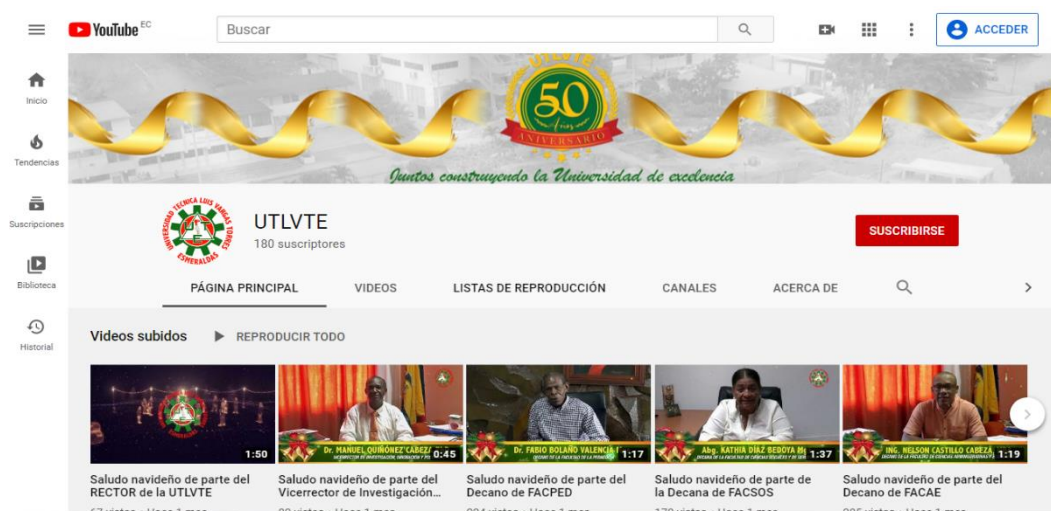 YouTube EC
Buscar
ACCEDER
Inicio
Tendencias
Suscripciones
Biblioteca
Historial
UTLVTE
50
Años
ANIVERSARIO
Juntos construyendo la Universidad de excelencia
UNIVERSIDAD TECNICA LUIS VARGAS TORRES
ESMERALDAS
UTLVTE
180 suscriptores
SUSCRIBIRSE
PÁGINA PRINCIPAL VIDEOS LISTAS DE REPRODUCCIÓN CANALES ACERCA DE
Videos subidos REPRODUCIR TODO
1:50
Dr. MANUEL QUIÑÓNEZ CABEZA
0:45
Dr. FABIO BOLAÑO VALENCIA
1:17
Abg. KATHIA DÍAZ BEDOYA
1:37
ING. NELSON CASTILLO CABEZA
1:19
Saludo navideño de parte del
RECTOR de la UTLVTE
Saludo navideño de parte del
Vicerrector de Investigación...
Saludo navideño de parte del
Decano de FACPED
Saludo navideño de parte de
la Decana de FACSOS
Saludo navideño de parte del
Decano de FACAE